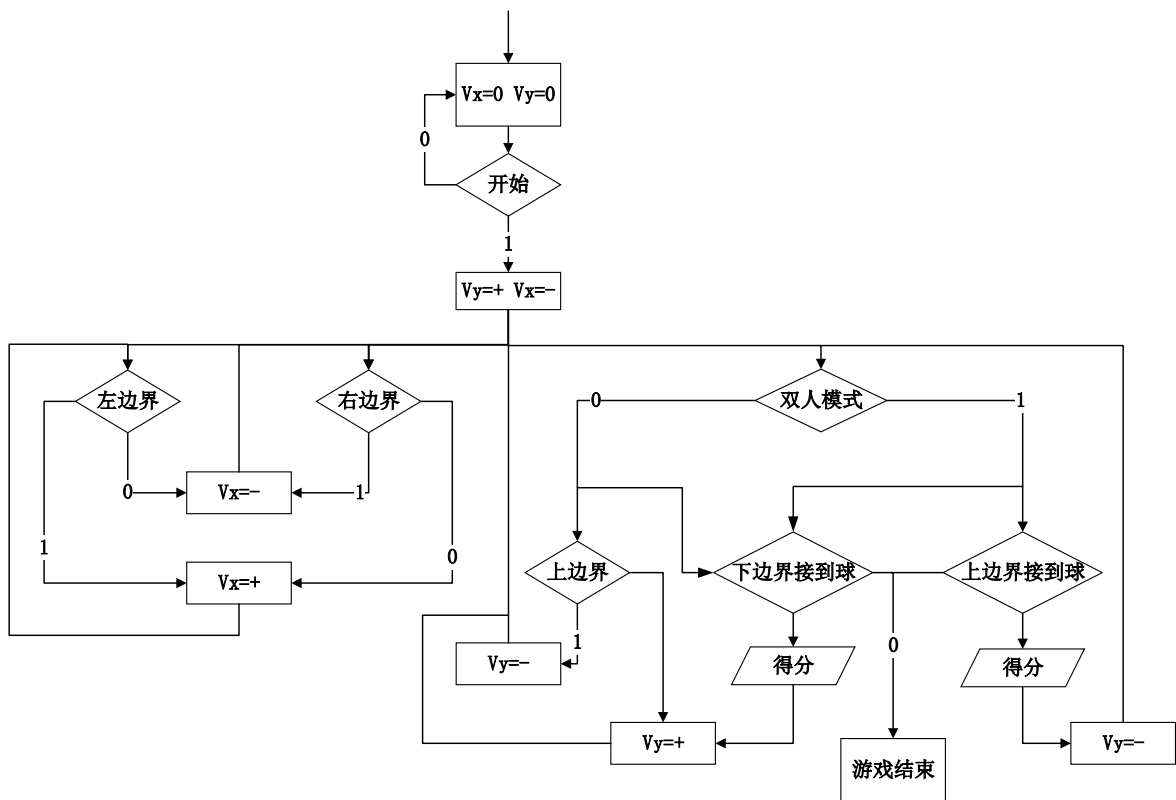 Vx=0 Vy=0
0
开始
1
Vy=+ Vx=-
左边界
右边界
双人模式
0
1
0
Vx=-
1
1
Vx=+
0
上边界
下边界接到球
上边界接到球
1
Vy=-
得分
0
得分
Vy=+
游戏结束
Vy=-